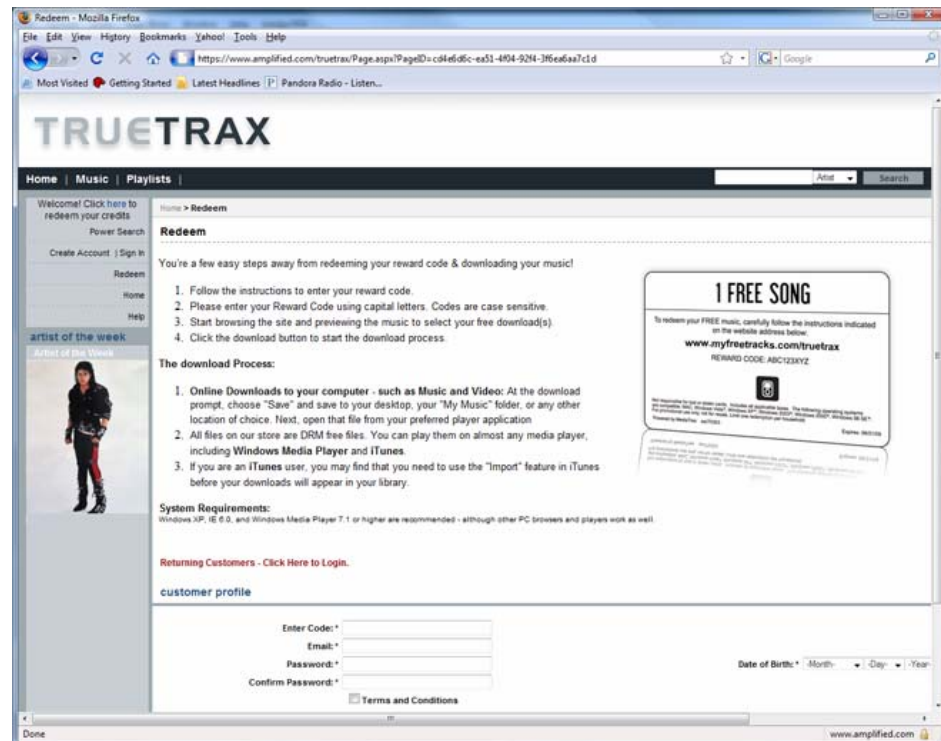 Redeem - Mozilla Firefox
File Edit View History Bookmarks Yahoo! Tools Help
https://www.amplified.com/truetrax/Page.aspx?PageID=cd4e6d6c-ea51-4f04-92f4-3f6ea6aa7c1d
Google
Most Visited Getting Started Latest Headlines Pandora Radio - Listen...
TRUETRAX
Home | Music | Playlists |
Artist Search
Welcome! Click here to
redeem your credits
Power Search
Create Account | Sign In
Redeem
Home
Help
artist of the week
Artist of the Week
Home > Redeem
Redeem
You're a few easy steps away from redeeming your reward code & downloading your music!
1. Follow the instructions to enter your reward code.
2. Please enter your Reward Code using capital letters. Codes are case sensitive.
3. Start browsing the site and previewing the music to select your free download(s).
4. Click the download button to start the download process.
The download Process:
1. Online Downloads to your computer - such as Music and Video: At the download
prompt, choose "Save" and save to your desktop, your "My Music" folder, or any other
location of choice. Next, open that file from your preferred player application
2. All files on our store are DRM free files. You can play them on almost any media player,
including Windows Media Player and iTunes.
3. If you are an iTunes user, you may find that you need to use the "Import" feature in iTunes
before your downloads will appear in your library.
System Requirements:
Windows XP, IE 6.0, and Windows Media Player 7.1 or higher are recommended - although other PC browsers and players work as well.
1 FREE SONG
To redeem your FREE music, carefully follow the instructions indicated
on the website address below:
www.myfreetracks.com/truetrax
REWARD CODE: ABC123XYZ
Returning Customers - Click Here to Login.
customer profile
Enter Code: *
Email: *
Password: *
Confirm Password: *
Terms and Conditions
Date of Birth: * -Month- -Day- -Year-
Done
www.amplified.com